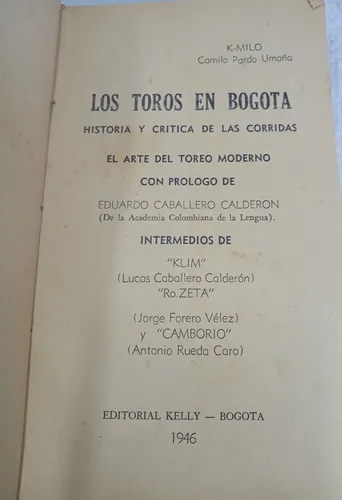 K-MILO
Camilo Pardo Umaña
LOS TOROS EN BOGOTA
HISTORIA Y CRITICA DE LAS CORRIDAS
EL ARTE DEL TOREO MODERNO
CON PROLOGO DE
EDUARDO CABALLERO CALDERON
(De la Academia Colombiana de la Lengua).
INTERMEDIOS DE
"KLIM"
(Lucas Caballero Calderón)
"Ro.ZETA"
(Jorge Forero Vélez)
y "CAMBORIO"
(Antonio Rueda Caro)
EDITORIAL KELLY — BOGOTA
1946